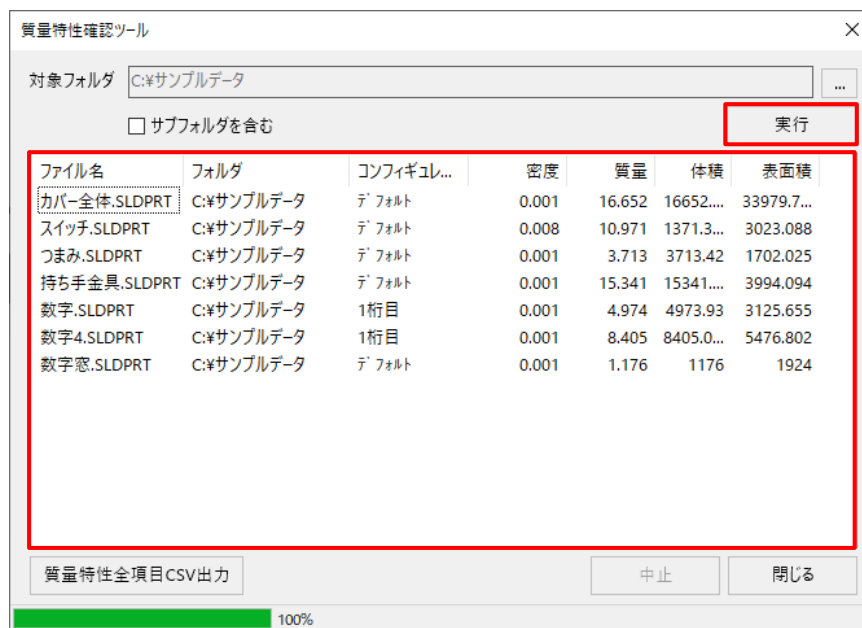 質量特性確認ツール
対象フォルダ C:¥サンプルデータ ...
サブフォルダを含む 実行
ファイル名 フォルダ コンフィギュレ... 密度 質量 体積 表面積
カバー全体.SLDPRT C:¥サンプルデータ ﾃﾞﾌｫﾙﾄ 0.001 16.652 16652.... 33979.7...
スイッチ.SLDPRT C:¥サンプルデータ ﾃﾞﾌｫﾙﾄ 0.008 10.971 1371.3... 3023.088
つまみ.SLDPRT C:¥サンプルデータ ﾃﾞﾌｫﾙﾄ 0.001 3.713 3713.42 1702.025
持ち手金具.SLDPRT C:¥サンプルデータ ﾃﾞﾌｫﾙﾄ 0.001 15.341 15341.... 3994.094
数字.SLDPRT C:¥サンプルデータ 1桁目 0.001 4.974 4973.93 3125.655
数字4.SLDPRT C:¥サンプルデータ 1桁目 0.001 8.405 8405.0... 5476.802
数字窓.SLDPRT C:¥サンプルデータ ﾃﾞﾌｫﾙﾄ 0.001 1.176 1176 1924
質量特性全項目CSV出力 中止 閉じる
100%